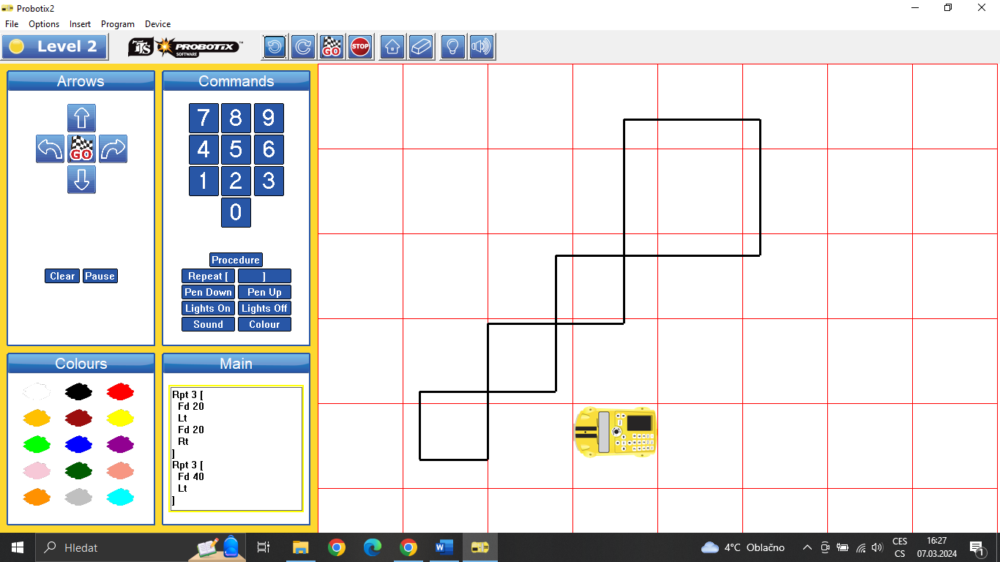 Probotix2
File Options Insert Program Device
Level 2
TTS PROBOTIX™
SOFTWARE
GO STOP
Arrows
GO
Clear Pause
Commands
7 8 9
4 5 6
1 2 3
0
Procedure
Repeat [ ]
Pen Down Pen Up
Lights On Lights Off
Sound Colour
Colours
Main
Rpt 3 [
Fd 20
Lt
Fd 20
Rt
]
Rpt 3 [
Fd 40
Lt
]
Hledat
4°C Oblačno
CES
CS
16:27
07.03.2024
1